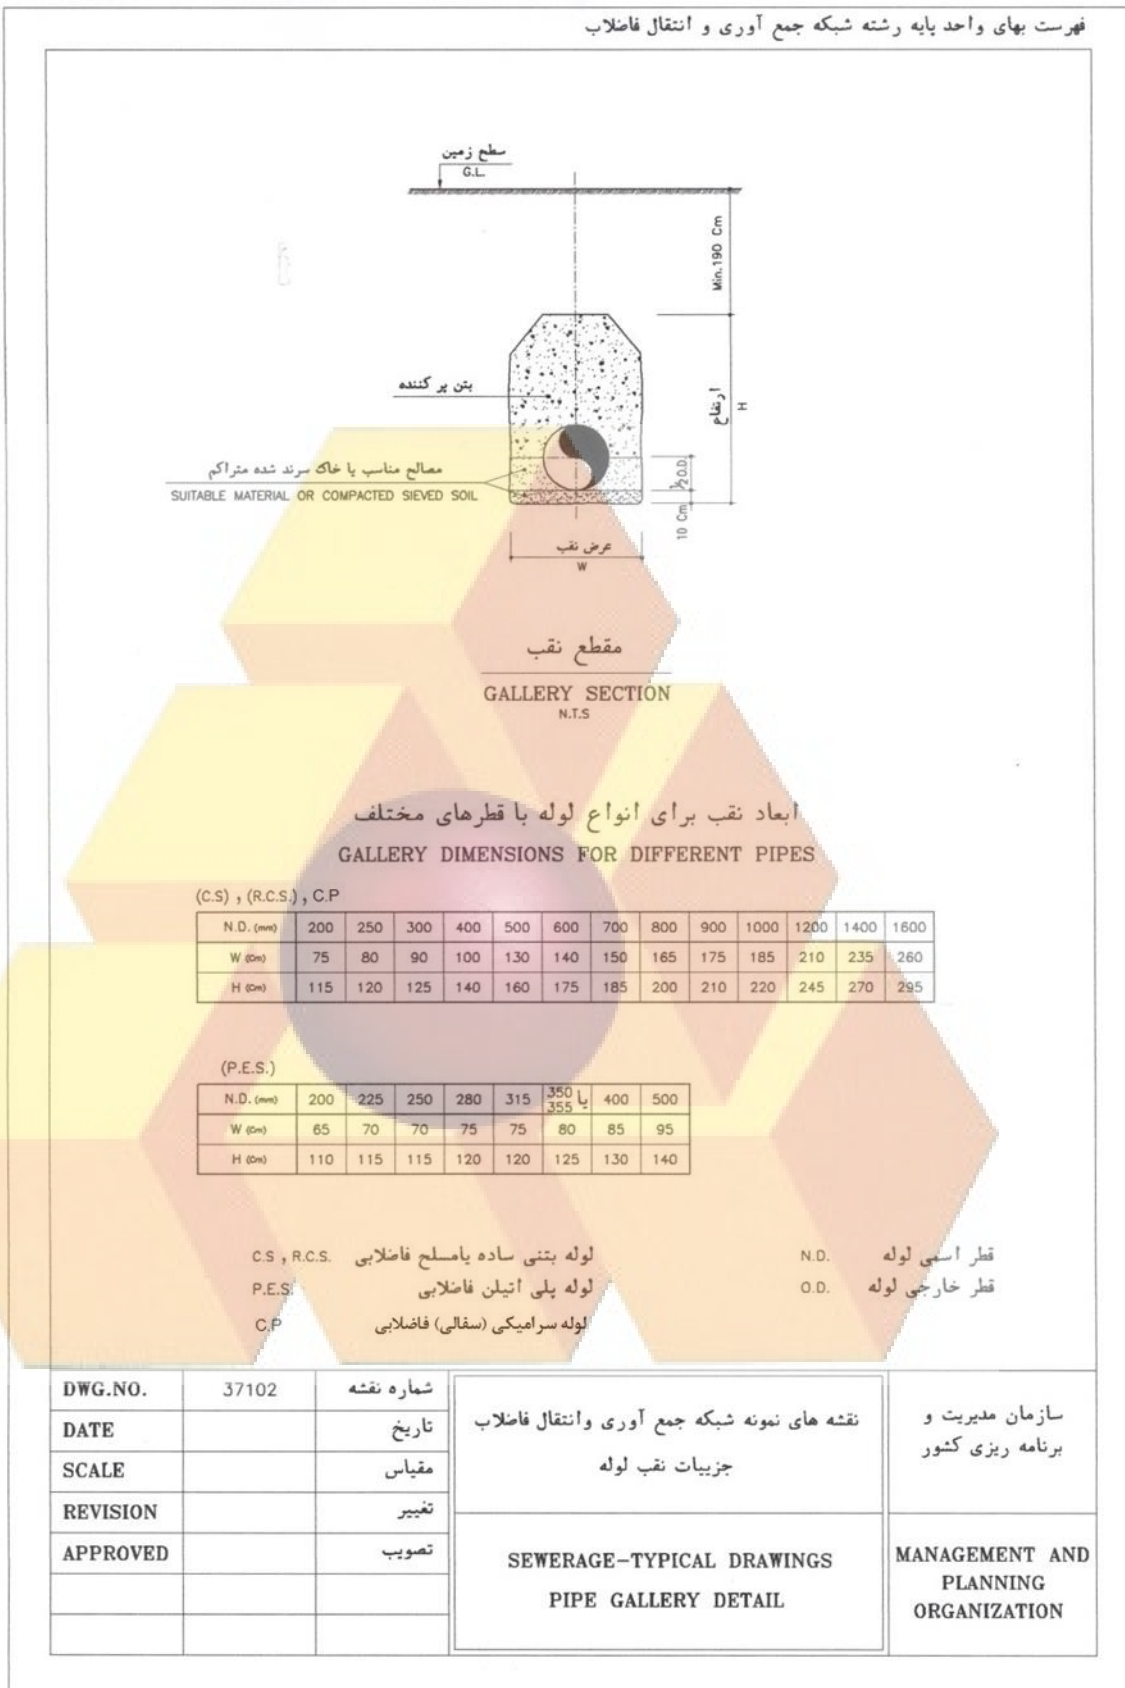 فهرست بهای واحد پایه رشته شبکه جمع آوری و انتقال فاضلاب
سطح زمین
G.L.
Min.190 Cm
بتن پر کننده
ارتفاع
H
مصالح مناسب یا خاک سرند شده متراکم
SUITABLE MATERIAL OR COMPACTED SIEVED SOIL
½ O.D.
10 Cm
عرض نقب
W
مقطع نقب
GALLERY SECTION
N.T.S
ابعاد نقب برای انواع لوله با قطرهای مختلف
GALLERY DIMENSIONS FOR DIFFERENT PIPES
(C.S) , (R.C.S.) , C.P
N.D. (mm) 200 250 300 400 500 600 700 800 900 1000 1200 1400 1600
W (Cm) 75 80 90 100 130 140 150 165 175 185 210 235 260
H (Cm) 115 120 125 140 160 175 185 200 210 220 245 270 295
(P.E.S.)
N.D. (mm) 200 225 250 280 315 350 یا 355 400 500
W (Cm) 65 70 70 75 75 80 85 95
H (Cm) 110 115 115 120 120 125 130 140
قطر اسمی لوله N.D.
لوله بتنی ساده یامسلح فاضلابی C.S , R.C.S.
قطر خارجی لوله O.D.
لوله پلی اتیلن فاضلابی P.E.S.
لوله سرامیکی (سفالی) فاضلابی C.P
DWG.NO. 37102 شماره نقشه
DATE تاریخ
SCALE مقیاس
REVISION تغییر
APPROVED تصویب
نقشه های نمونه شبکه جمع آوری وانتقال فاضلاب
جزییات نقب لوله
SEWERAGE-TYPICAL DRAWINGS
PIPE GALLERY DETAIL
سازمان مدیریت و
برنامه ریزی کشور
MANAGEMENT AND
PLANNING
ORGANIZATION